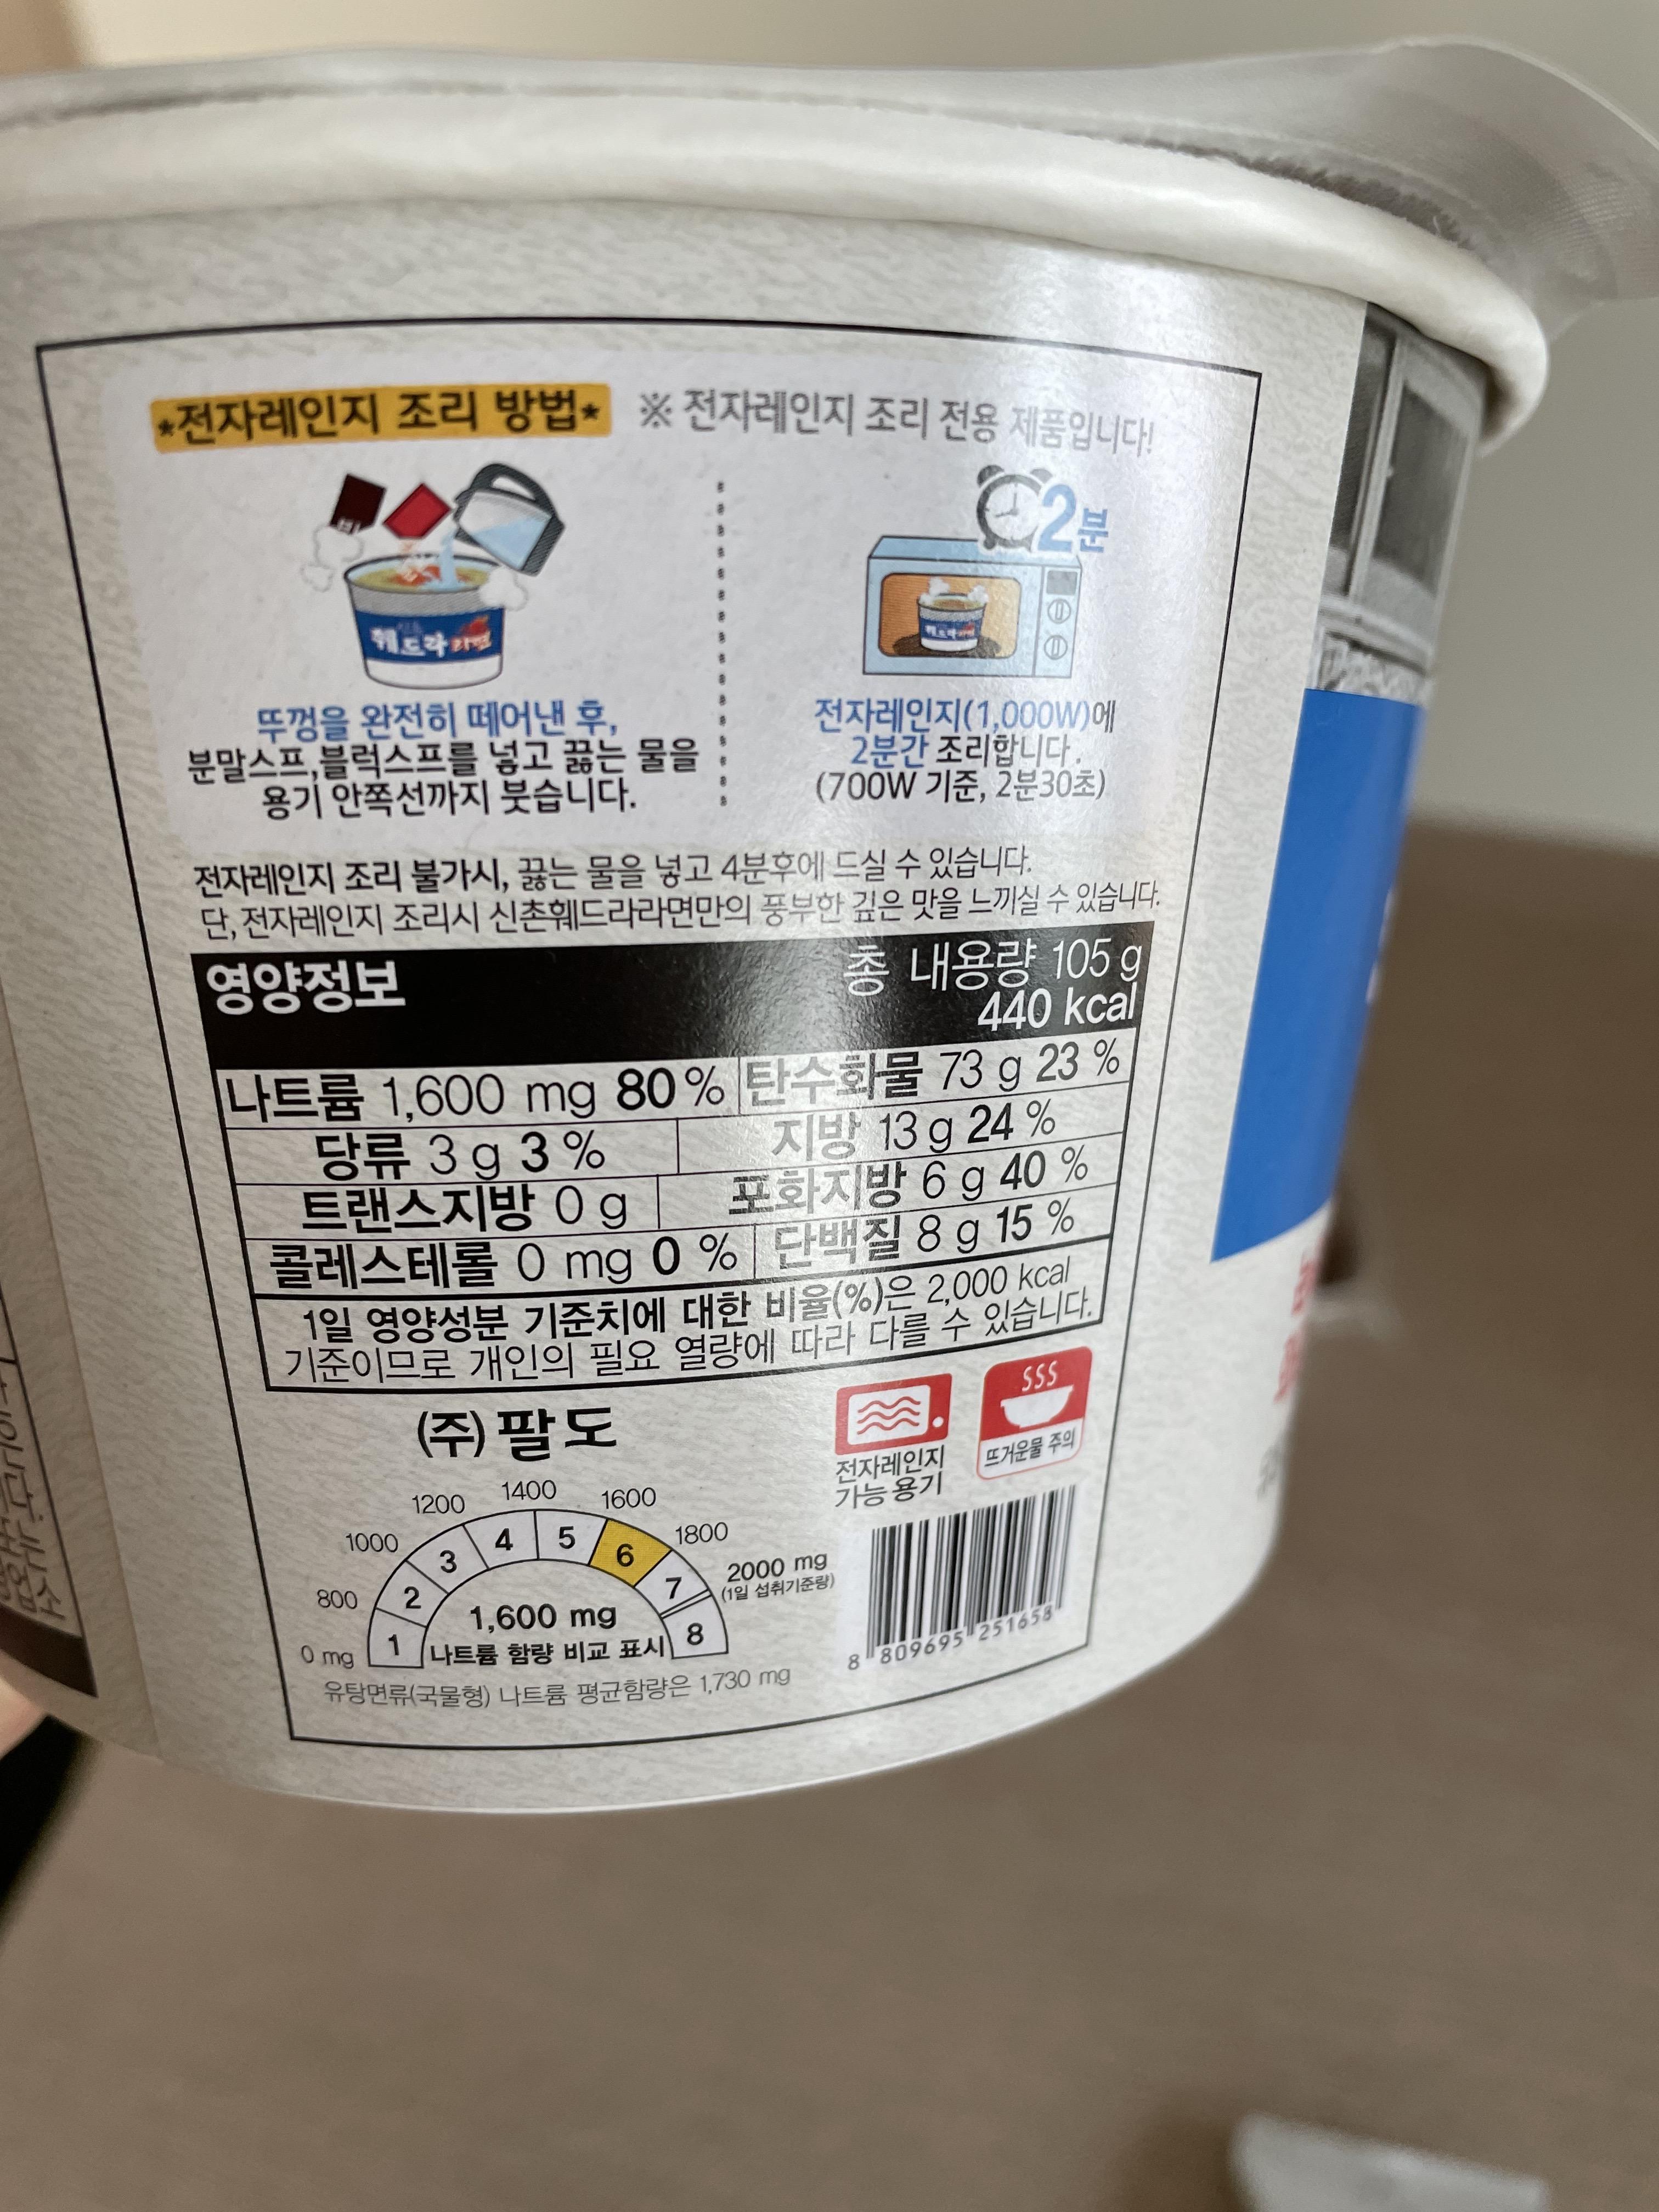 *전자레인지 조리 방법* ※ 전자레인지 조리 전용 제품입니다!
2분
훼드라 라면
훼드라 라면
뚜껑을 완전히 떼어낸 후,
분말스프,블럭스프를 넣고 끓는 물을
용기 안쪽선까지 붓습니다.
전자레인지(1,000W)에
2분간 조리합니다.
(700W 기준, 2분30초)
전자레인지 조리 불가시, 끓는 물을 넣고 4분후에 드실 수 있습니다.
단, 전자레인지 조리시 신촌훼드라라면만의 풍부한 깊은 맛을 느끼실 수 있습니다.
영양정보 총 내용량 105 g
440 kcal
나트륨 1,600 mg 80 % 탄수화물 73 g 23 %
당류 3 g 3 % 지방 13 g 24 %
트랜스지방 0 g 포화지방 6 g 40 %
콜레스테롤 0 mg 0 % 단백질 8 g 15 %
1일 영양성분 기준치에 대한 비율(%)은 2,000 kcal
기준이므로 개인의 필요 열량에 따라 다를 수 있습니다.
(주) 팔도
전자레인지
가능 용기
뜨거운물 주의
0 mg 800 1000 1200 1400 1600 1800 2000 mg
(1일 섭취기준량)
1 2 3 4 5 6 7 8
1,600 mg
나트륨 함량 비교 표시
유탕면류(국물형) 나트륨 평균함량은 1,730 mg
8 809695 251658